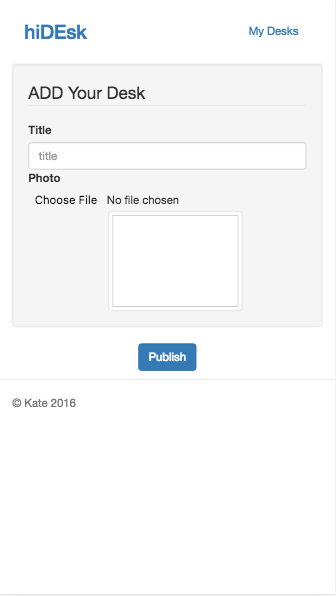 hiDEsk
My Desks
ADD Your Desk
Title
title
Photo
Choose File No file chosen
Publish
© Kate 2016